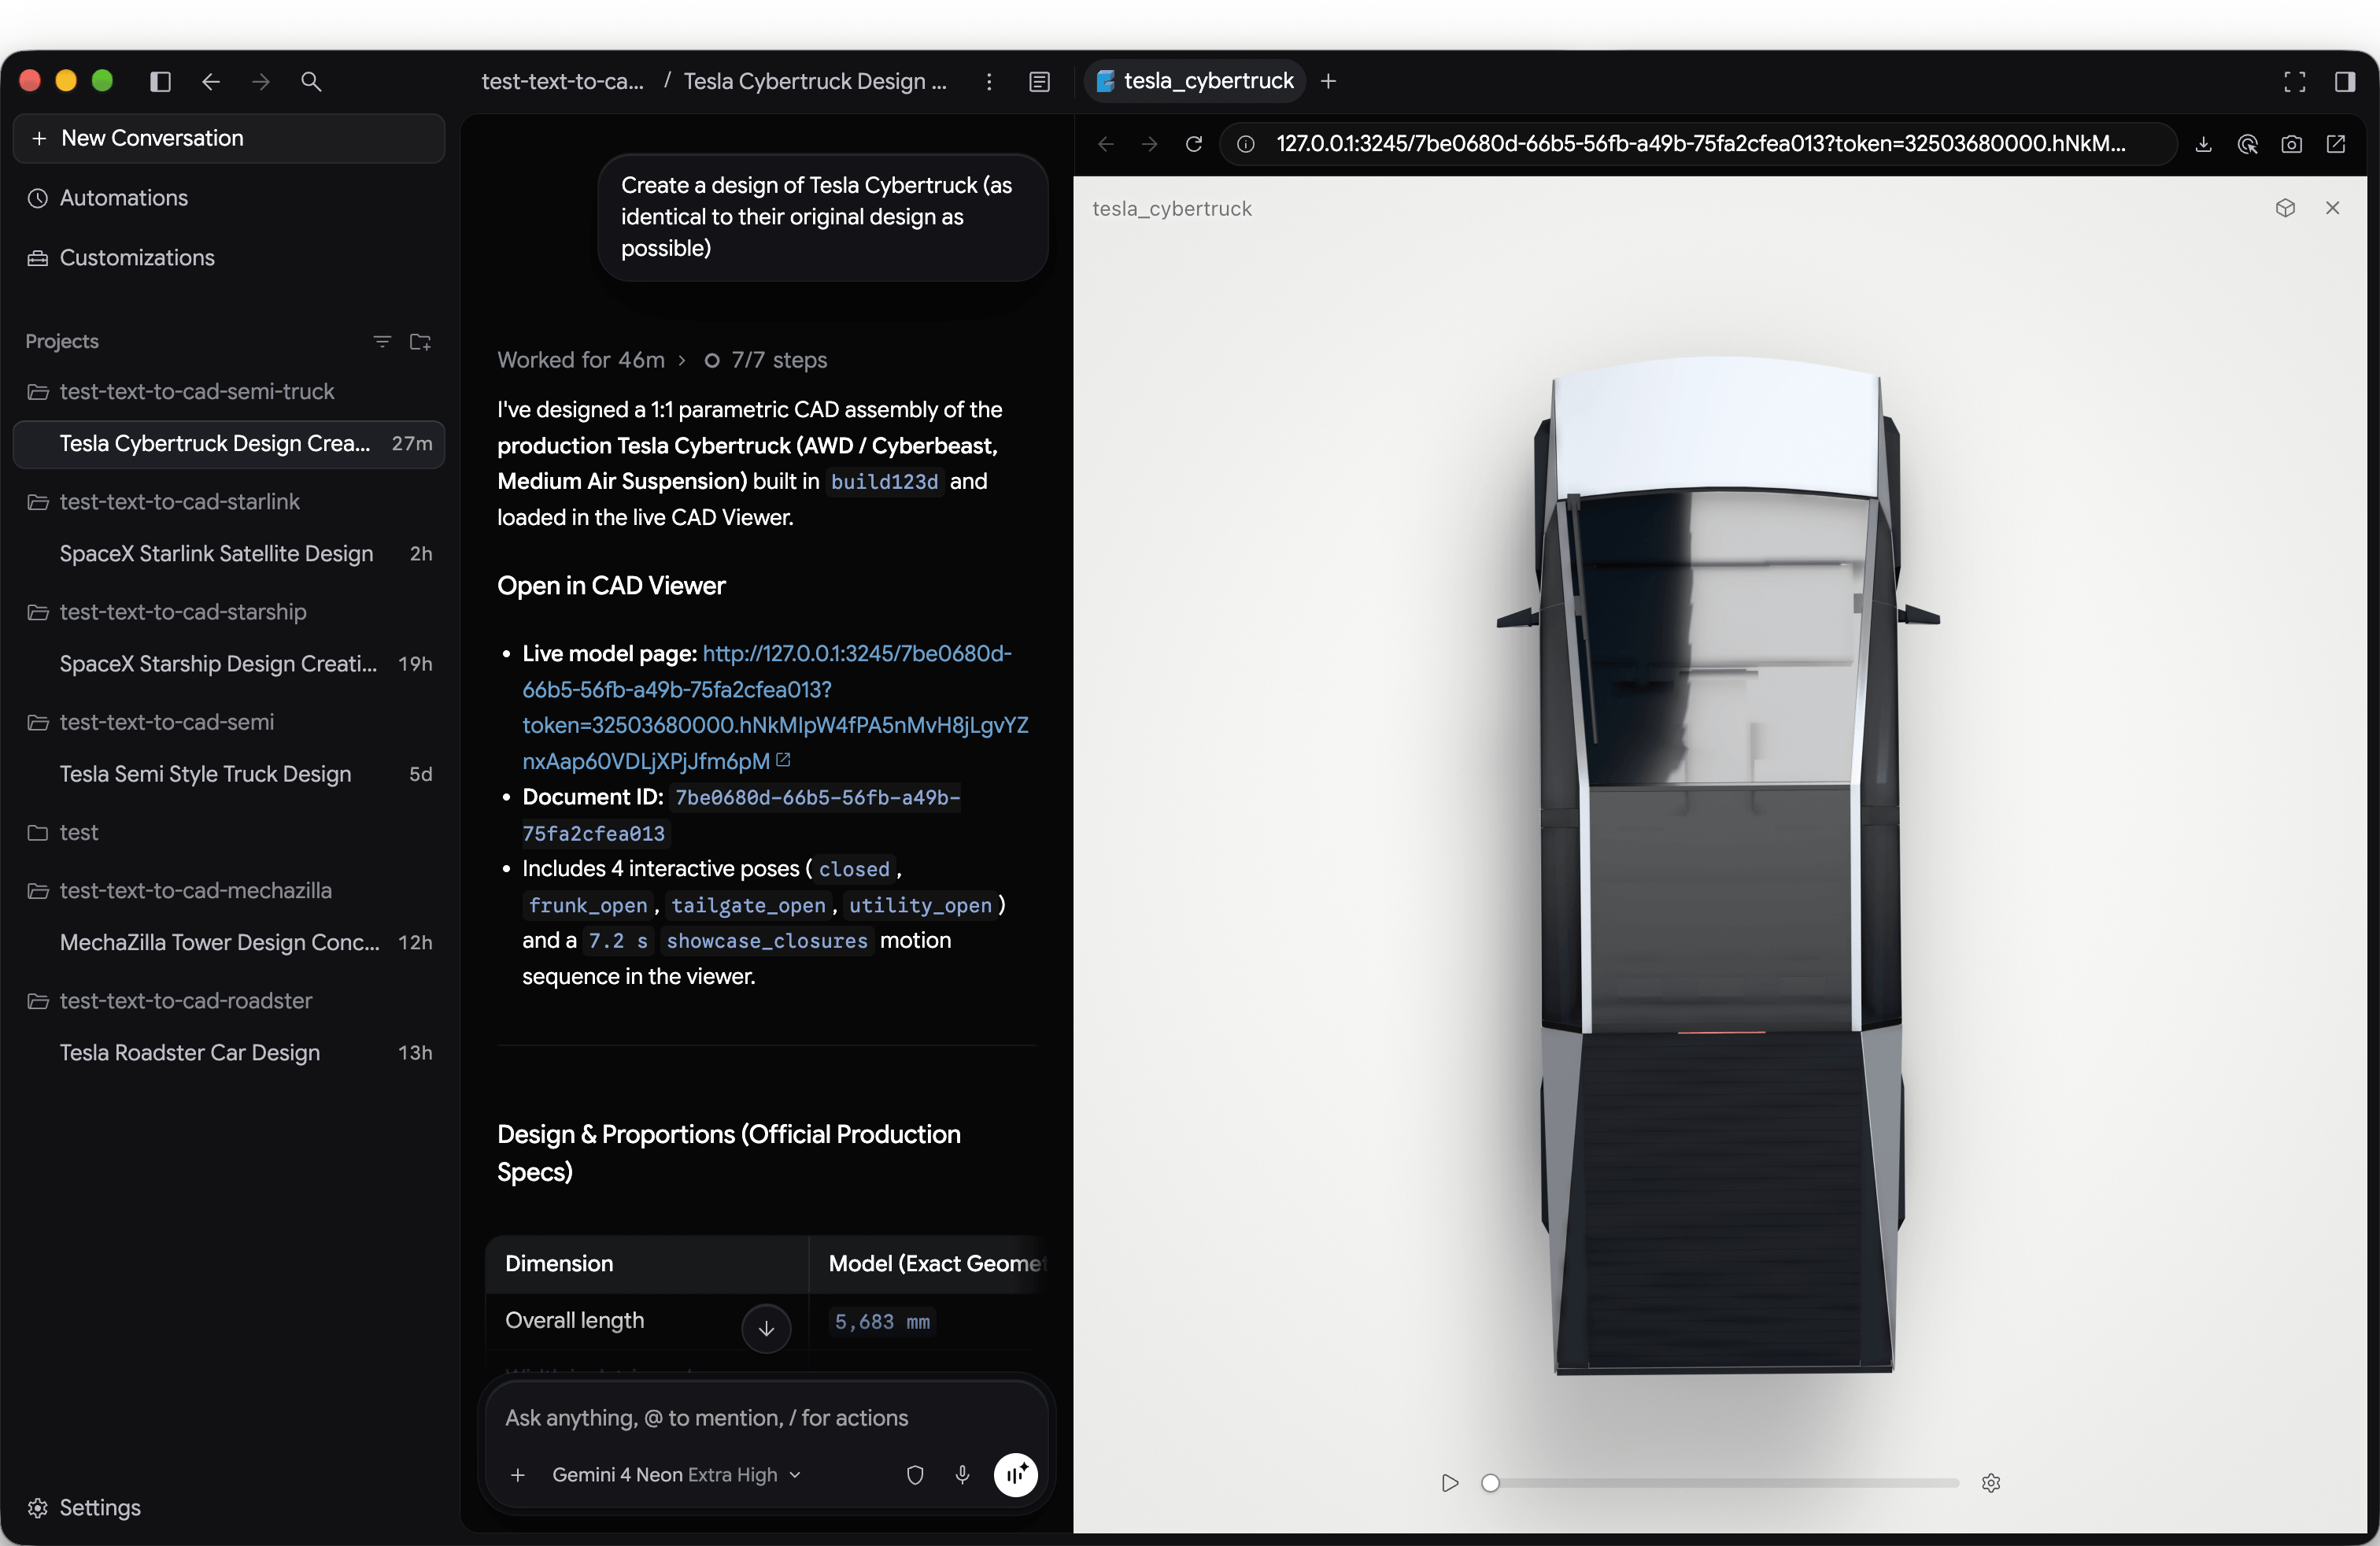 test-text-to-ca... / Tesla Cybertruck Design ...
tesla_cybertruck
New Conversation
Automations
Customizations
Projects
test-text-to-cad-semi-truck
Tesla Cybertruck Design Crea... 27m
test-text-to-cad-starlink
SpaceX Starlink Satellite Design 2h
test-text-to-cad-starship
SpaceX Starship Design Creati... 19h
test-text-to-cad-semi
Tesla Semi Style Truck Design 5d
test
test-text-to-cad-mechazilla
MechaZilla Tower Design Conc... 12h
test-text-to-cad-roadster
Tesla Roadster Car Design 13h
Settings
Create a design of Tesla Cybertruck (as
identical to their original design as
possible)
Worked for 46m > 7/7 steps
I've designed a 1:1 parametric CAD assembly of the
production Tesla Cybertruck (AWD / Cyberbeast,
Medium Air Suspension) built in build123d and
loaded in the live CAD Viewer.
Open in CAD Viewer
• Live model page: http://127.0.0.1:3245/7be0680d-
66b5-56fb-a49b-75fa2cfea013?
token=32503680000.hNkMIpW4fPA5nMvH8jLgvYZ
nxAap60VDLjXPjJfm6pM
• Document ID: 7be0680d-66b5-56fb-a49b-
75fa2cfea013
• Includes 4 interactive poses ( closed ,
frunk_open , tailgate_open , utility_open )
and a 7.2 s showcase_closures motion
sequence in the viewer.
Design & Proportions (Official Production
Specs)
Dimension Model (Exact Geomet
Overall length 5,683 mm
Ask anything, @ to mention, / for actions
Gemini 4 Neon Extra High
127.0.0.1:3245/7be0680d-66b5-56fb-a49b-75fa2cfea013?token=32503680000.hNkM...
tesla_cybertruck